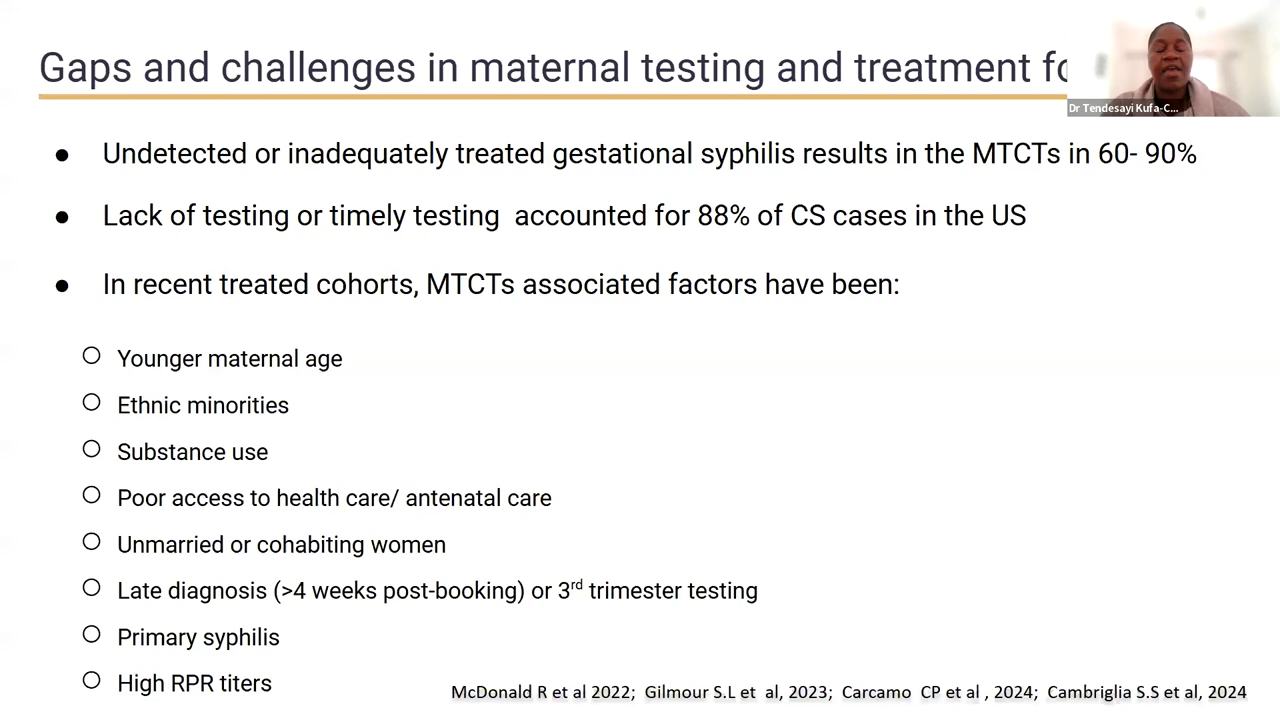 Gaps and challenges in maternal testing and treatment fo
Dr Tendesayi Kufa-C...
● Undetected or inadequately treated gestational syphilis results in the MTCTs in 60- 90%
● Lack of testing or timely testing accounted for 88% of CS cases in the US
● In recent treated cohorts, MTCTs associated factors have been:
○ Younger maternal age
○ Ethnic minorities
○ Substance use
○ Poor access to health care/ antenatal care
○ Unmarried or cohabiting women
○ Late diagnosis (>4 weeks post-booking) or 3rd trimester testing
○ Primary syphilis
○ High RPR titers
McDonald R et al 2022; Gilmour S.L et al, 2023; Carcamo CP et al , 2024; Cambriglia S.S et al, 2024